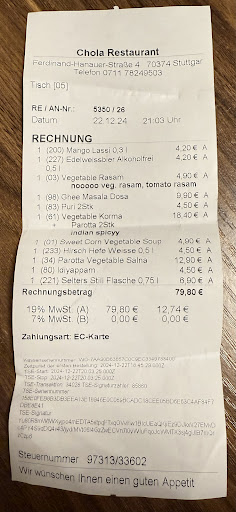 Chola Restaurant
Ferdinand-Hanauer-Straße 4 70374 Stuttgar
Telefon 0711 78249503
Tisch [05]
RE / AN-Nr.: 5350 / 26
Datum 22.12.24 21:03 Uhr
RECHNUNG
1 (200) Mango Lassi 0,3 l 4,20 € A
1 (227) Edelweissbier Alkoholfrei 4,20 € A
0,5 l
1 (03) Vegetable Rasam 4,90 € A
nooooo veg. rasam, tomato rasam
1 (98) Ghee Masala Dosa 9,90 € A
1 (83) Puri 2Stk 4,50 € A
1 (61) Vegetable Korma 18,40 € A
+ Parotta 2Stk
indian spicyy
1 (01) Sweet Corn Vegetable Soup 4,90 € A
1 (233) Hirsch Hefe Weisse 0,5 l 4,50 € A
1 (34) Parotta Vegetable Salna 12,90 € A
1 (80) Idiyappam 4,50 € A
1 (221) Selters Still Flasche 0,75 l 6,90 € A
Rechnungsbetrag 79,80 €
19% MwSt. (A) 79,80 € 12,74 €
7% MwSt. (B) 0,00 € 0,00 €
Zahlungsart: EC-Karte
TSE-Signatur
Steuernummer 97313/33602
Wir wünschen Ihnen einen guten Appetit